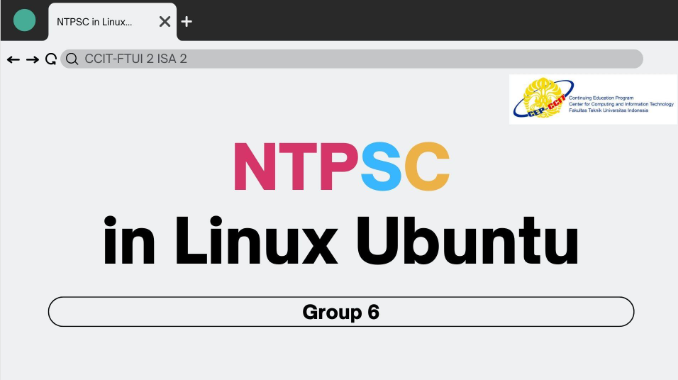 NTPSC in Linux...
CCIT-FTUI 2 ISA 2
CEP-CCIT
Continuing Education Program
Center for Computing and Information Technology
Fakultas Teknik Universitas Indonesia
NTPSC
in Linux Ubuntu
Group 6